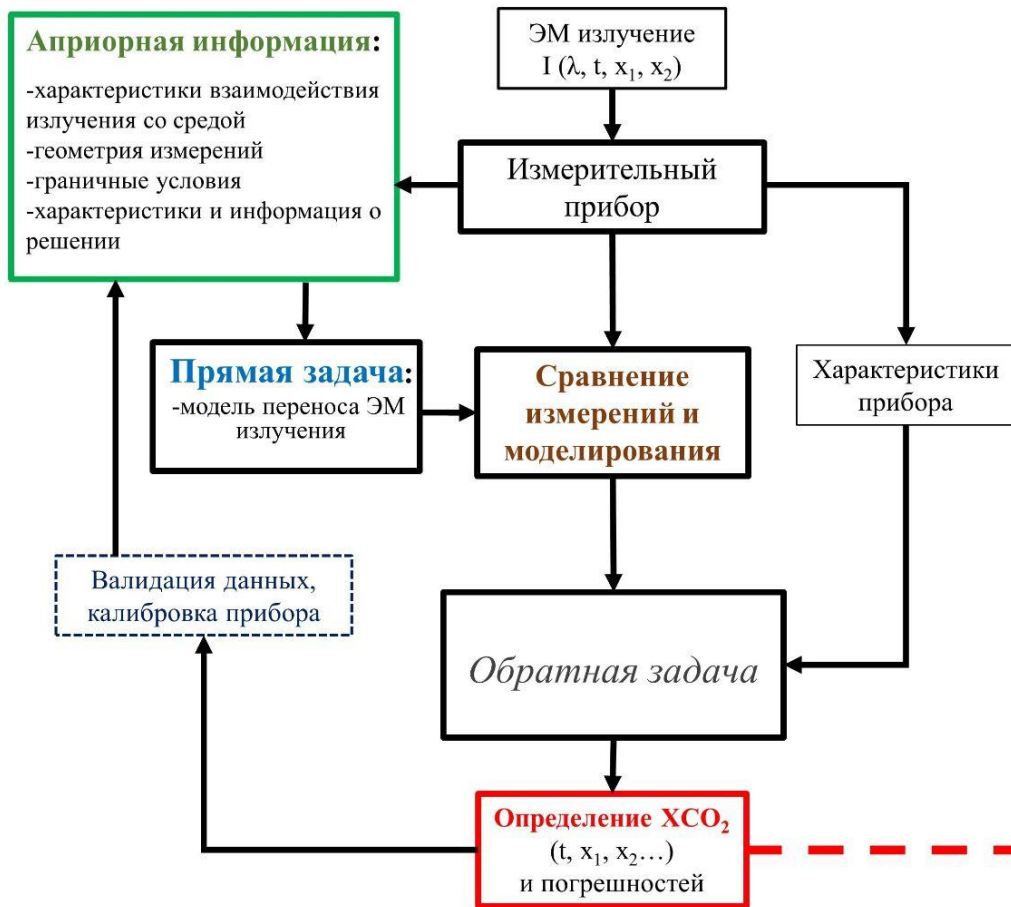 Априорная информация:
-характеристики взаимодействия
излучения со средой
-геометрия измерений
-граничные условия
-характеристики и информация о
решении
ЭМ излучение
I (λ, t, x₁, x₂)
Измерительный
прибор
Прямая задача:
-модель переноса ЭМ
излучения
Сравнение
измерений и
моделирования
Характеристики
прибора
Валидация данных,
калибровка прибора
Обратная задача
Определение XCO₂
(t, x₁, x₂...)
и погрешностей